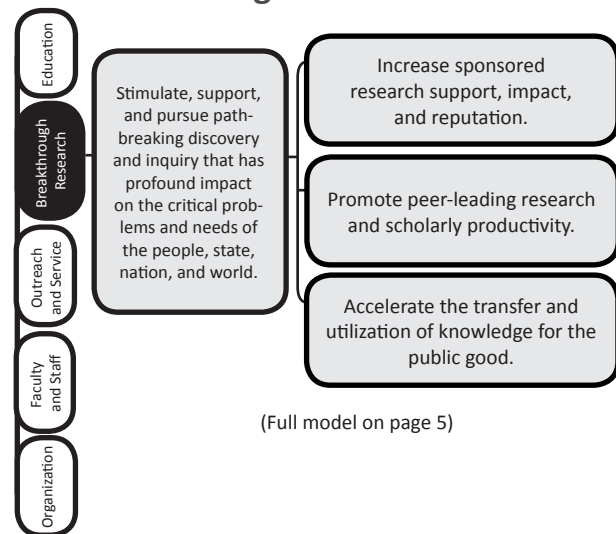 Education
Breakthrough
Research
Outreach
and Service
Faculty
and Staff
Organization
Stimulate, support,
and pursue path-
breaking discovery
and inquiry that has
profound impact
on the critical prob-
lems and needs of
the people, state,
nation, and world.
Increase sponsored
research support, impact,
and reputation.
Promote peer-leading research
and scholarly productivity.
Accelerate the transfer and
utilization of knowledge for the
public good.
(Full model on page 5)